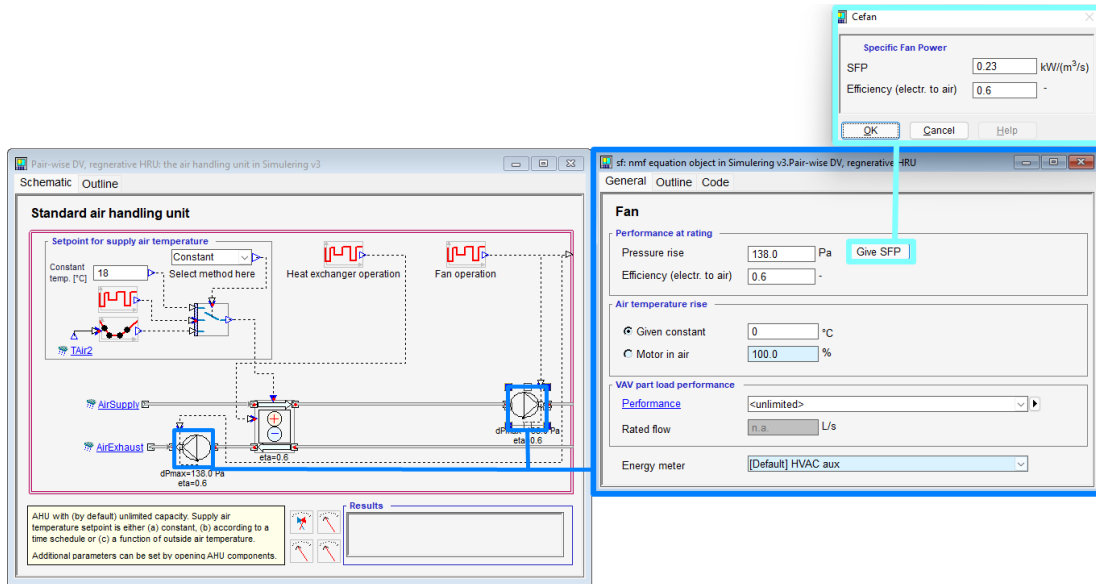 Cefan
Specific Fan Power
SFP 0.23 kW/(m³/s)
Efficiency (electr. to air) 0.6 -
OK Cancel Help
Pair-wise DV, regnerative HRU: the air handling unit in Simulering v3
Schematic Outline
Standard air handling unit
Setpoint for supply air temperature
Constant
Constant
temp. [°C] 18 Select method here
Heat exchanger operation
Fan operation
TAir2
AirSupply
AirExhaust
dPmax=138.0 Pa
eta=0.6
eta=0.6
dPmax=138.0 Pa
eta=0.6
AHU with (by default) unlimited capacity. Supply air
temperature setpoint is either (a) constant, (b) according to a
time schedule or (c) a function of outside air temperature.
Additional parameters can be set by opening AHU components.
Results
sf: nmf equation object in Simulering v3.Pair-wise DV, regnerative HRU
General Outline Code
Fan
Performance at rating
Pressure rise 138.0 Pa Give SFP
Efficiency (electr. to air) 0.6 -
Air temperature rise
Given constant 0 °C
Motor in air 100.0 %
VAV part load performance
Performance <unlimited>
Rated flow n.a. L/s
Energy meter [Default] HVAC aux